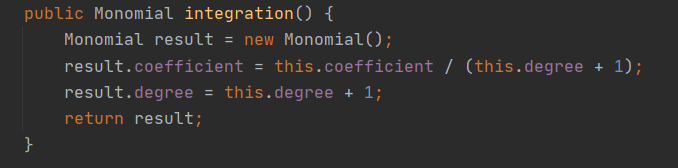 public Monomial integration() {
    Monomial result = new Monomial();
    result.coefficient = this.coefficient / (this.degree + 1);
    result.degree = this.degree + 1;
    return result;
}